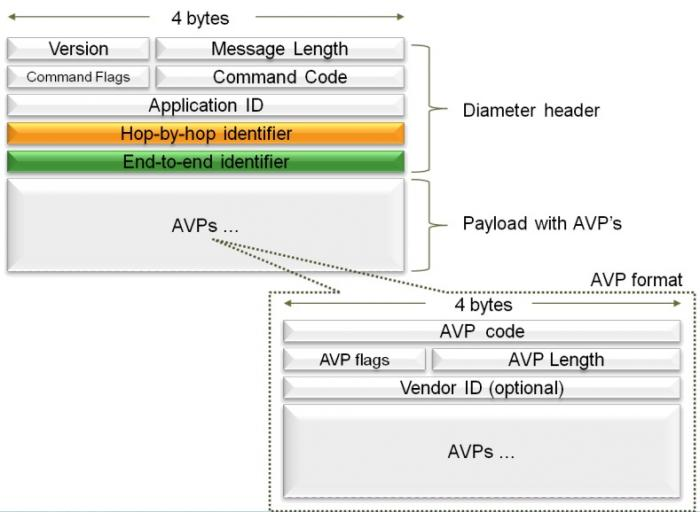 4 bytes
Version
Message Length
Command Flags
Command Code
Application ID
Diameter header
Hop-by-hop identifier
End-to-end identifier
AVPs ...
Payload with AVP's
AVP format
4 bytes
AVP code
AVP flags
AVP Length
Vendor ID (optional)
AVPs ...